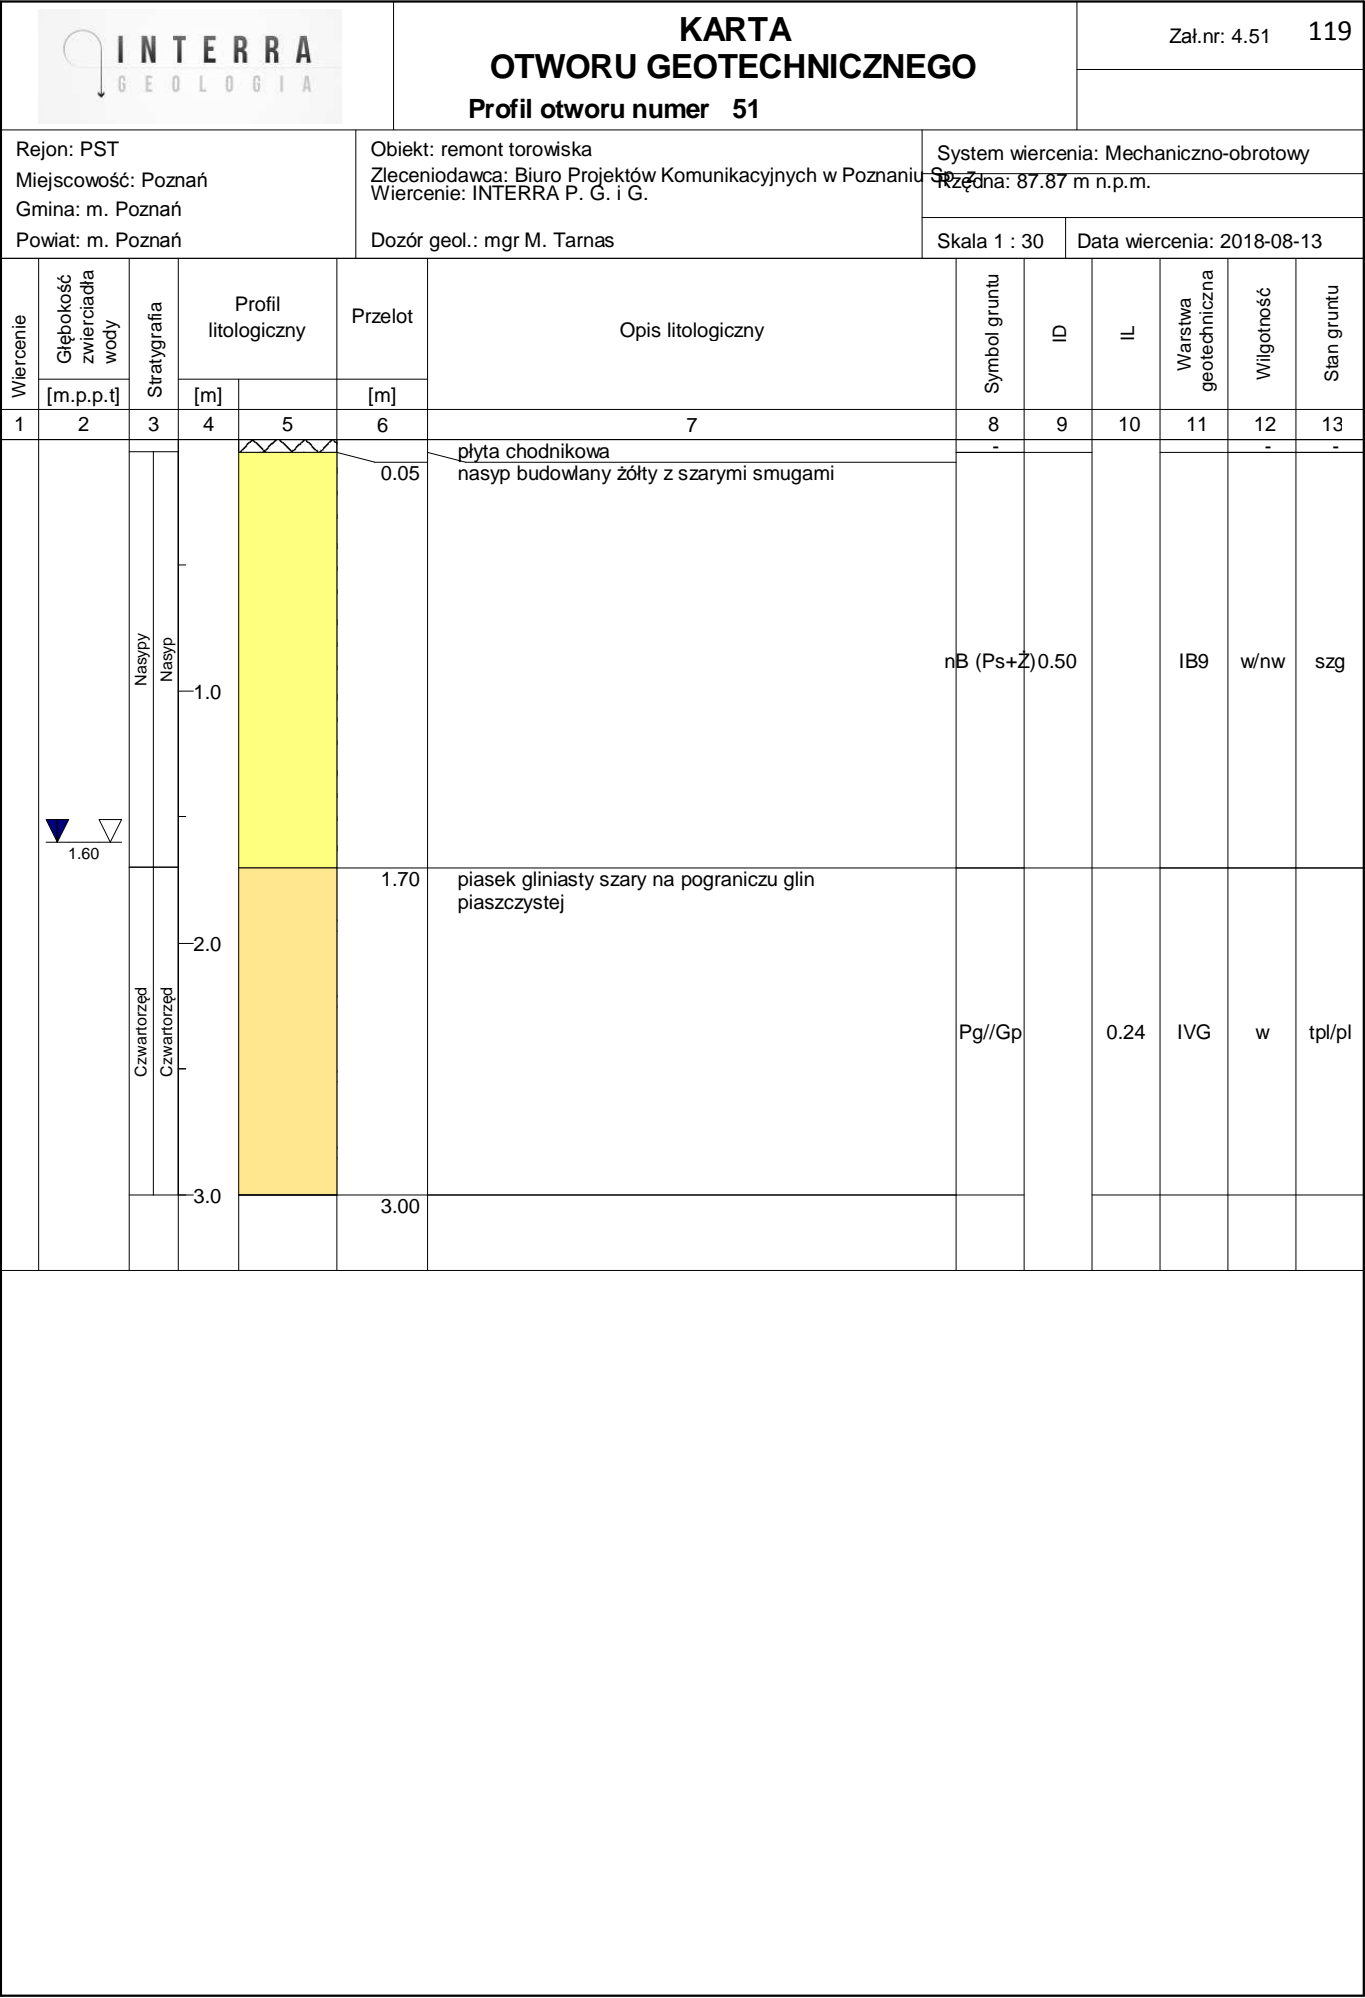 INTERRA
GEOLOGIA
KARTA
OTWORU GEOTECHNICZNEGO
Profil otworu numer 51
Zał.nr: 4.51
119
Rejon: PST
Miejscowość: Poznań
Gmina: m. Poznań
Powiat: m. Poznań
Obiekt: remont torowiska
Zleceniodawca: Biuro Projektów Komunikacyjnych w Poznaniu Sp. z
Wiercenie: INTERRA P. G. i G.
Dozór geol.: mgr M. Tarnas
System wiercenia: Mechaniczno-obrotowy
Rzędna: 87.87 m n.p.m.
Skala 1 : 30
Data wiercenia: 2018-08-13
Wiercenie
Głębokość
zwierciadła
wody
[m.p.p.t]
Stratygrafia
Profil
litologiczny
[m]
Przelot
[m]
Opis litologiczny
Symbol gruntu
ID
IL
Warstwa
geotechniczna
Wilgotność
Stan gruntu
1 2 3 4 5 6 7 8 9 10 11 12 13
płyta chodnikowa
- - -
0.05
nasyp budowlany żółty z szarymi smugami
Nasypy
Nasyp
1.0
nB (Ps+Ż) 0.50 IB9 w/nw szg
1.60
1.70
piasek gliniasty szary na pograniczu glin
piaszczystej
2.0
Czwartorzęd
Czwartorzęd
Pg//Gp 0.24 IVG w tpl/pl
3.0
3.00